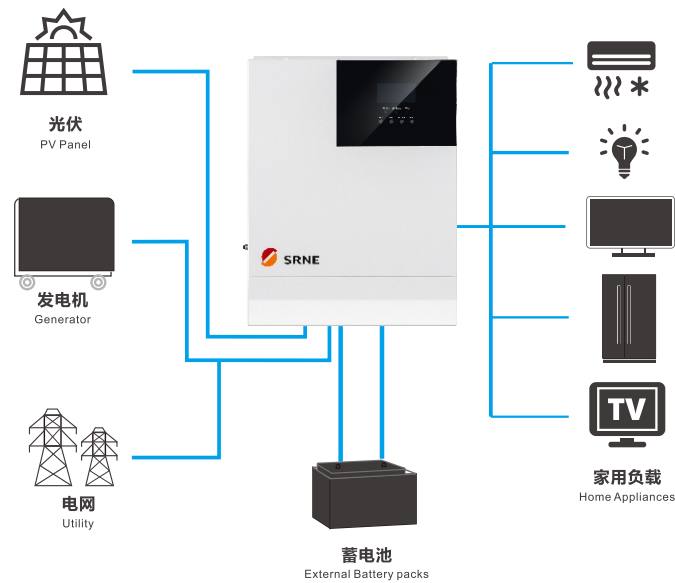 光伏
PV Panel
发电机
Generator
电网
Utility
SRNE
蓄电池
External Battery packs
TV
家用负载
Home Appliances